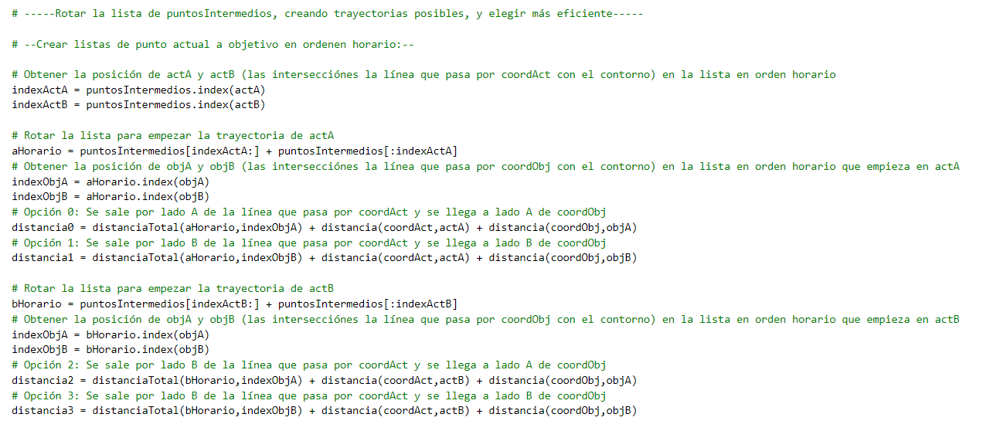 # -----Rotar la lista de puntosIntermedios, creando trayectorias posibles, y elegir más eficiente-----
# --Crear listas de punto actual a objetivo en ordenen horario:--
# Obtener la posición de actA y actB (las intersecciónes la línea que pasa por coordAct con el contorno) en la lista en orden horario
indexActA = puntosIntermedios.index(actA)
indexActB = puntosIntermedios.index(actB)
# Rotar la lista para empezar la trayectoria de actA
aHorario = puntosIntermedios[indexActA:] + puntosIntermedios[:indexActA]
# Obtener la posición de objA y objB (las intersecciónes la línea que pasa por coordObj con el contorno) en la lista en orden horario que empieza en actA
indexObjA = aHorario.index(objA)
indexObjB = aHorario.index(objB)
# Opción 0: Se sale por lado A de la línea que pasa por coordAct y se llega a lado A de coordObj
distancia0 = distanciaTotal(aHorario,indexObjA) + distancia(coordAct,actA) + distancia(coordObj,objA)
# Opción 1: Se sale por lado B de la línea que pasa por coordAct y se llega a lado B de coordObj
distancia1 = distanciaTotal(aHorario,indexObjB) + distancia(coordAct,actA) + distancia(coordObj,objB)
# Rotar la lista para empezar la trayectoria de actB
bHorario = puntosIntermedios[indexActB:] + puntosIntermedios[:indexActB]
# Obtener la posición de objA y objB (las intersecciónes la línea que pasa por coordObj con el contorno) en la lista en orden horario que empieza en actB
indexObjA = bHorario.index(objA)
indexObjB = bHorario.index(objB)
# Opción 2: Se sale por lado B de la línea que pasa por coordAct y se llega a lado A de coordObj
distancia2 = distanciaTotal(bHorario,indexObjA) + distancia(coordAct,actB) + distancia(coordObj,objA)
# Opción 3: Se sale por lado B de la línea que pasa por coordAct y se llega a lado B de coordObj
distancia3 = distanciaTotal(bHorario,indexObjB) + distancia(coordAct,actB) + distancia(coordObj,objB)